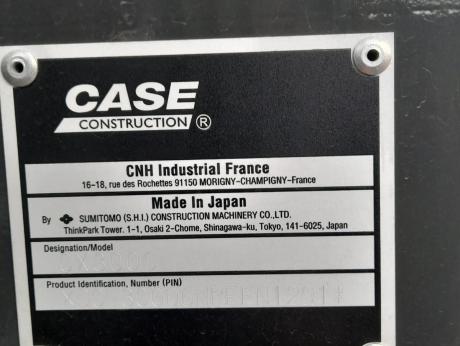 CASE
CONSTRUCTION ®
CNH Industrial France
16-18, rue des Rochettes 91150 MORIGNY-CHAMPIGNY-France
Made In Japan
By SUMITOMO (S.H.I.) CONSTRUCTION MACHINERY CO.,LTD.
ThinkPark Tower. 1-1, Osaki 2-Chome, Shinagawa-ku, Tokyo, 141-6025, Japan
Designation/Model
Product Identification, Number (PIN)